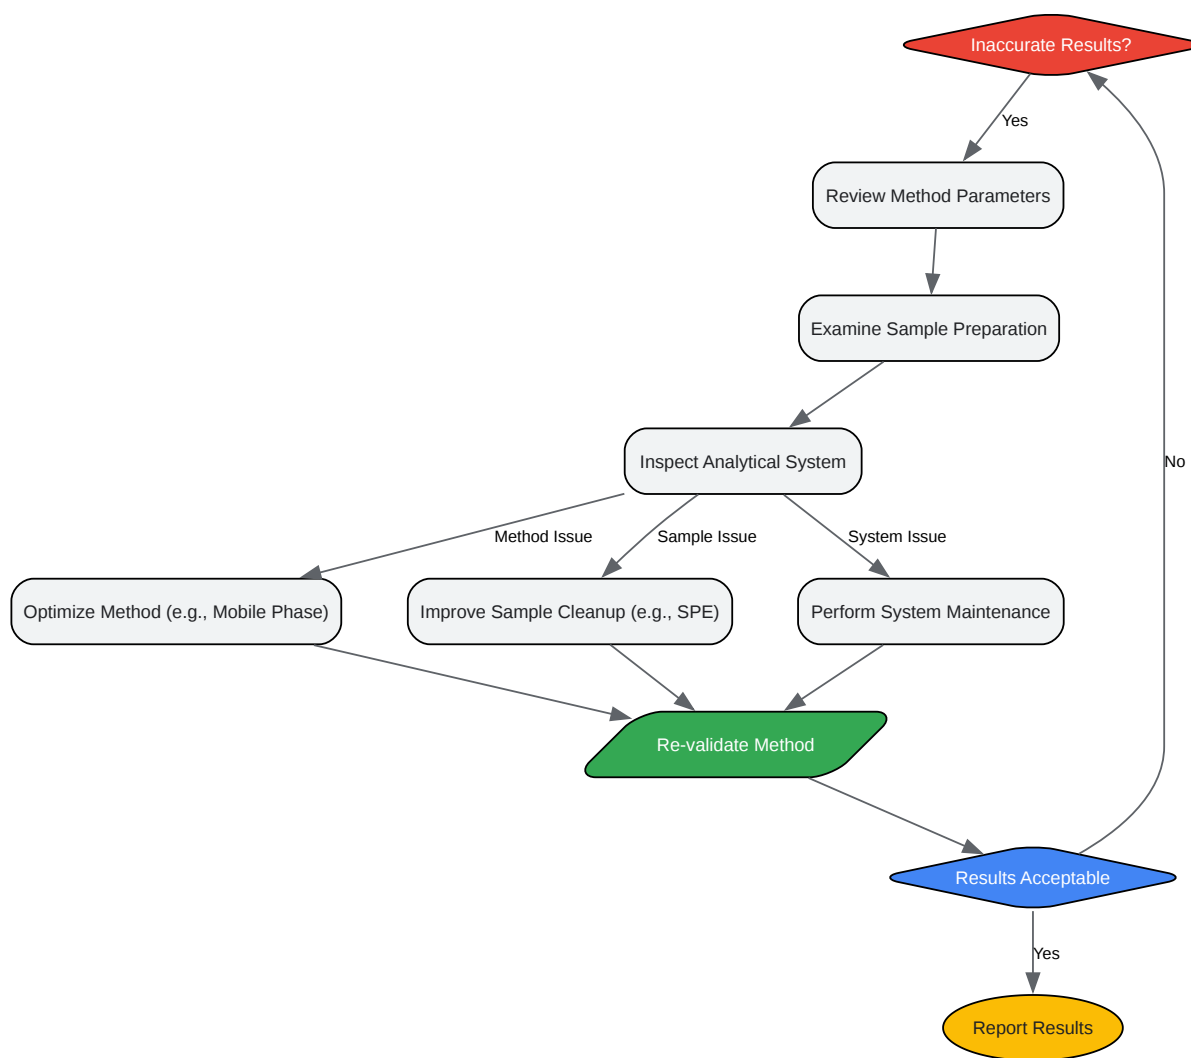 Inaccurate Results?
Yes
Review Method Parameters
Examine Sample Preparation
Inspect Analytical System
No
Method Issue
Sample Issue
System Issue
Optimize Method (e.g., Mobile Phase)
Improve Sample Cleanup (e.g., SPE)
Perform System Maintenance
Re-validate Method
Results Acceptable
Yes
Report Results